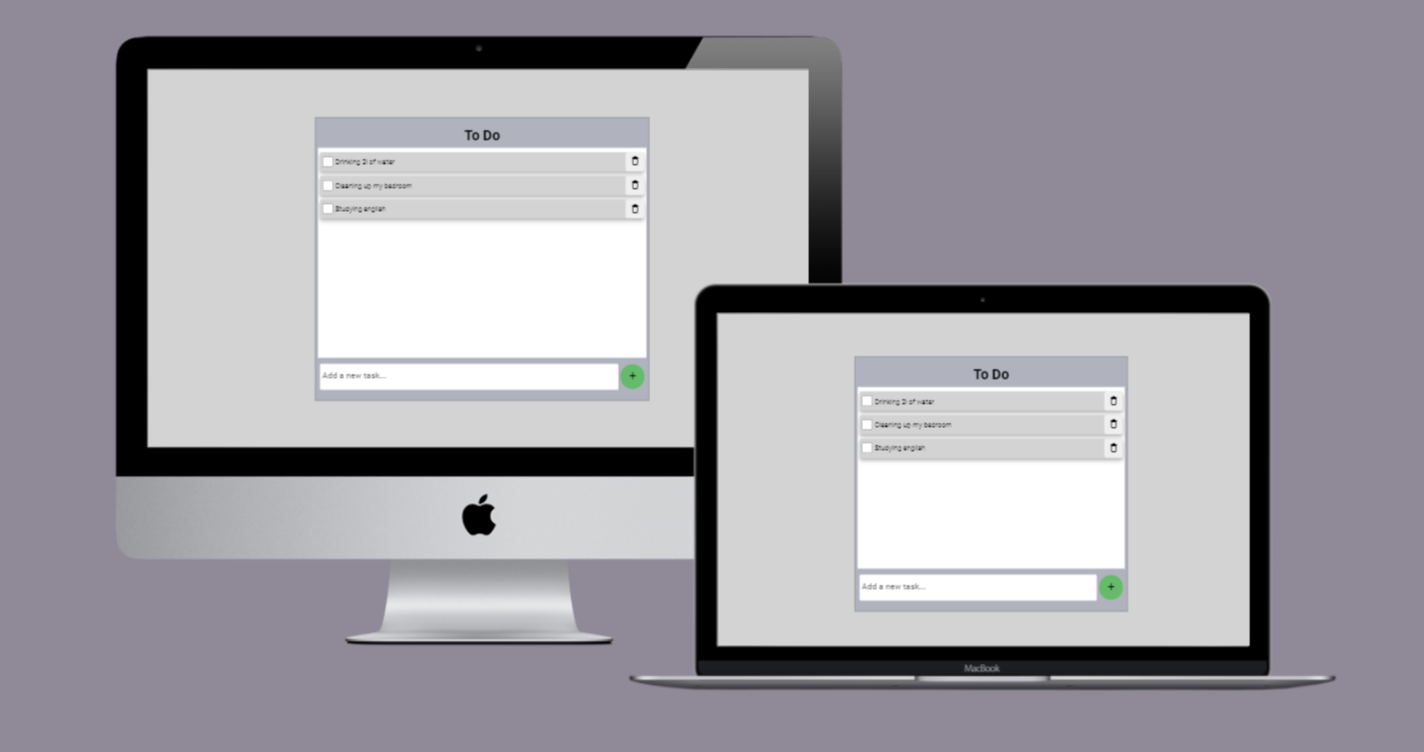 To Do
Drinking 2l of water
Cleaning up my bedroom
Studying english
Add a new task...
+
To Do
Drinking 2l of water
Cleaning up my bedroom
Studying english
Add a new task...
+
MacBook